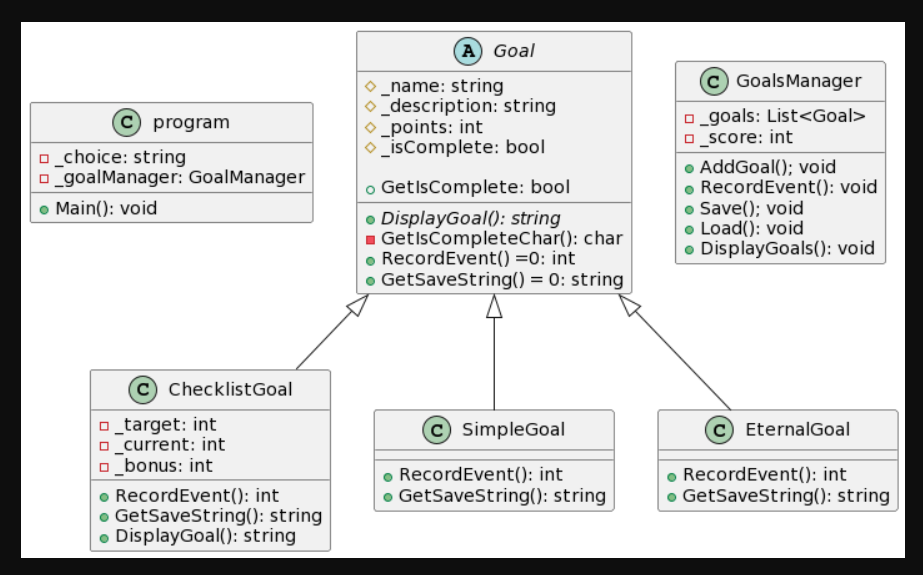 C program
_choice: string
_goalManager: GoalManager
Main(): void
A Goal
_name: string
_description: string
_points: int
_isComplete: bool
GetIsComplete: bool
DisplayGoal(): string
GetIsCompleteChar(): char
RecordEvent() =0: int
GetSaveString() = 0: string
C GoalsManager
_goals: List<Goal>
_score: int
AddGoal(); void
RecordEvent(): void
Save(); void
Load(): void
DisplayGoals(): void
C ChecklistGoal
_target: int
_current: int
_bonus: int
RecordEvent(): int
GetSaveString(): string
DisplayGoal(): string
C SimpleGoal
RecordEvent(): int
GetSaveString(): string
C EternalGoal
RecordEvent(): int
GetSaveString(): string